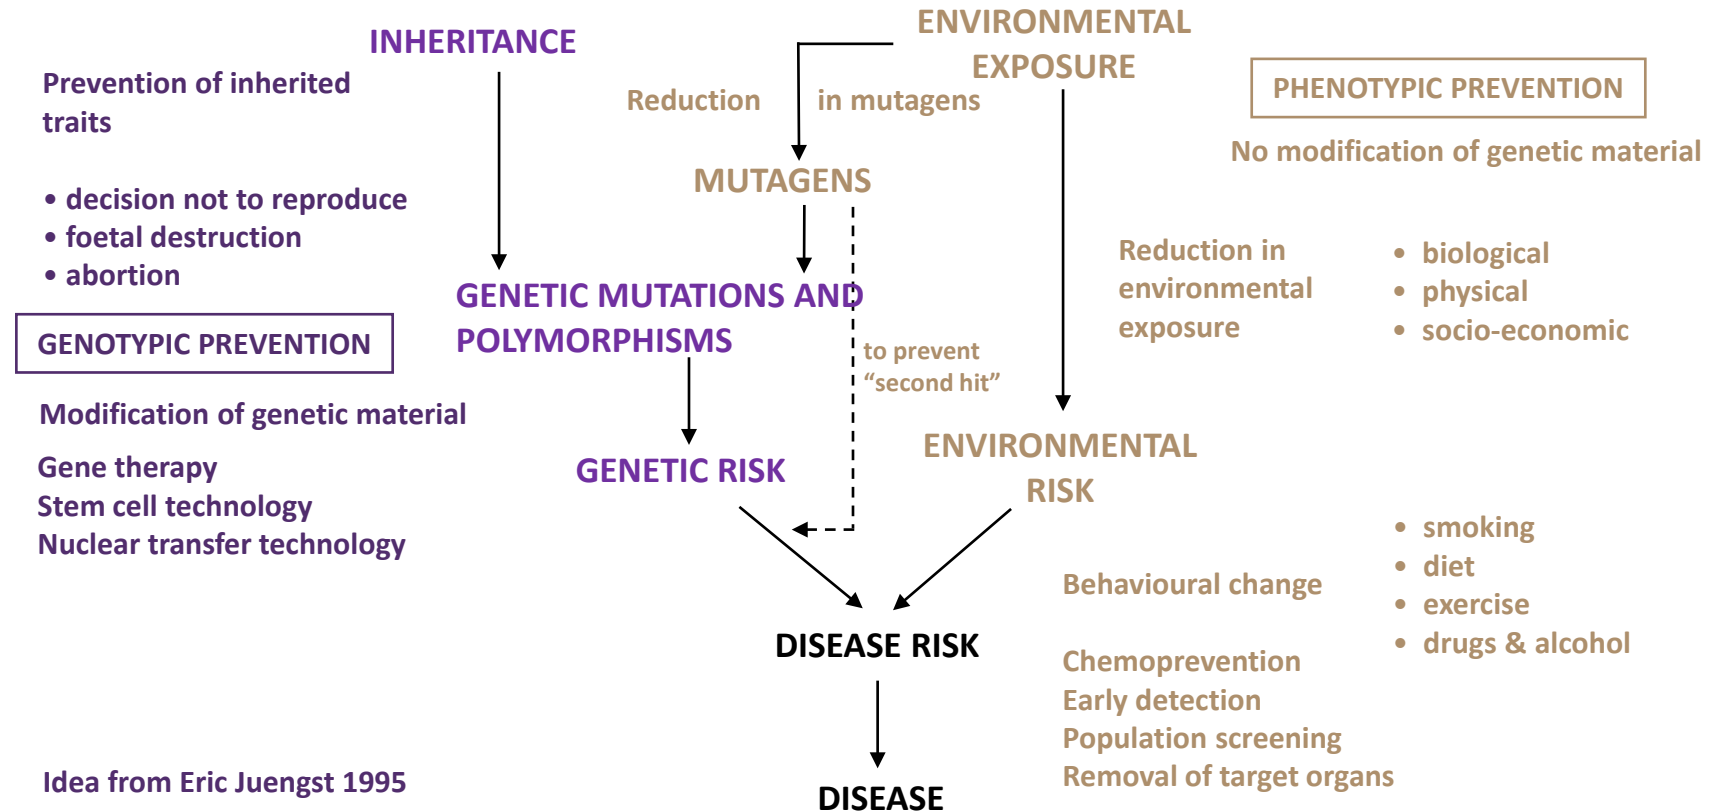 INHERITANCE
Prevention of inherited
traits
• decision not to reproduce
• foetal destruction
• abortion
GENOTYPIC PREVENTION
Modification of genetic material
Gene therapy
Stem cell technology
Nuclear transfer technology
Idea from Eric Juengst 1995
ENVIRONMENTAL
EXPOSURE
Reduction in mutagens
MUTAGENS
GENETIC MUTATIONS AND
POLYMORPHISMS
to prevent
“second hit”
GENETIC RISK
ENVIRONMENTAL
RISK
DISEASE RISK
DISEASE
PHENOTYPIC PREVENTION
No modification of genetic material
Reduction in
environmental
exposure
• biological
• physical
• socio-economic
Behavioural change
• smoking
• diet
• exercise
• drugs & alcohol
Chemoprevention
Early detection
Population screening
Removal of target organs